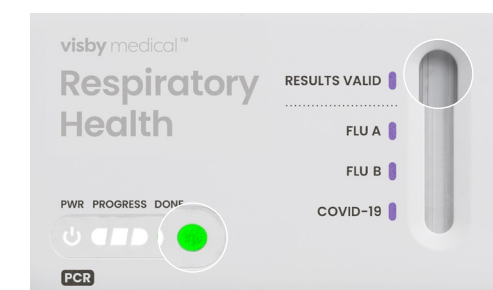 visby medical™
Respiratory
Health
RESULTS VALID
FLU A
FLU B
COVID-19
PWR PROGRESS DONE
PCR